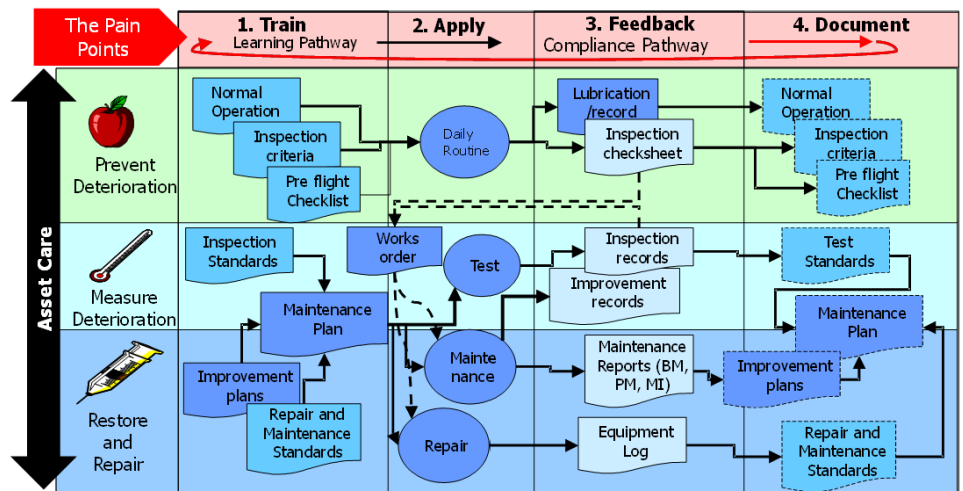 The Pain
Points
1. Train
Learning Pathway
2. Apply
3. Feedback
Compliance Pathway
4. Document
Asset Care
Prevent
Deterioration
Normal
Operation
Inspection
criteria
Pre flight
Checklist
Daily
Routine
Lubrication
/record
Inspection
checksheet
Normal
Operation
Inspection
criteria
Pre flight
Checklist
Measure
Deterioration
Inspection
Standards
Works
order
Test
Inspection
records
Improvement
records
Test
Standards
Maintenance
Plan
Maintenance
Plan
Restore
and
Repair
Improvement
plans
Repair and
Maintenance
Standards
Mainte
nance
Maintenance
Reports (BM,
PM, MI)
Improvement
plans
Repair
Equipment
Log
Repair and
Maintenance
Standards